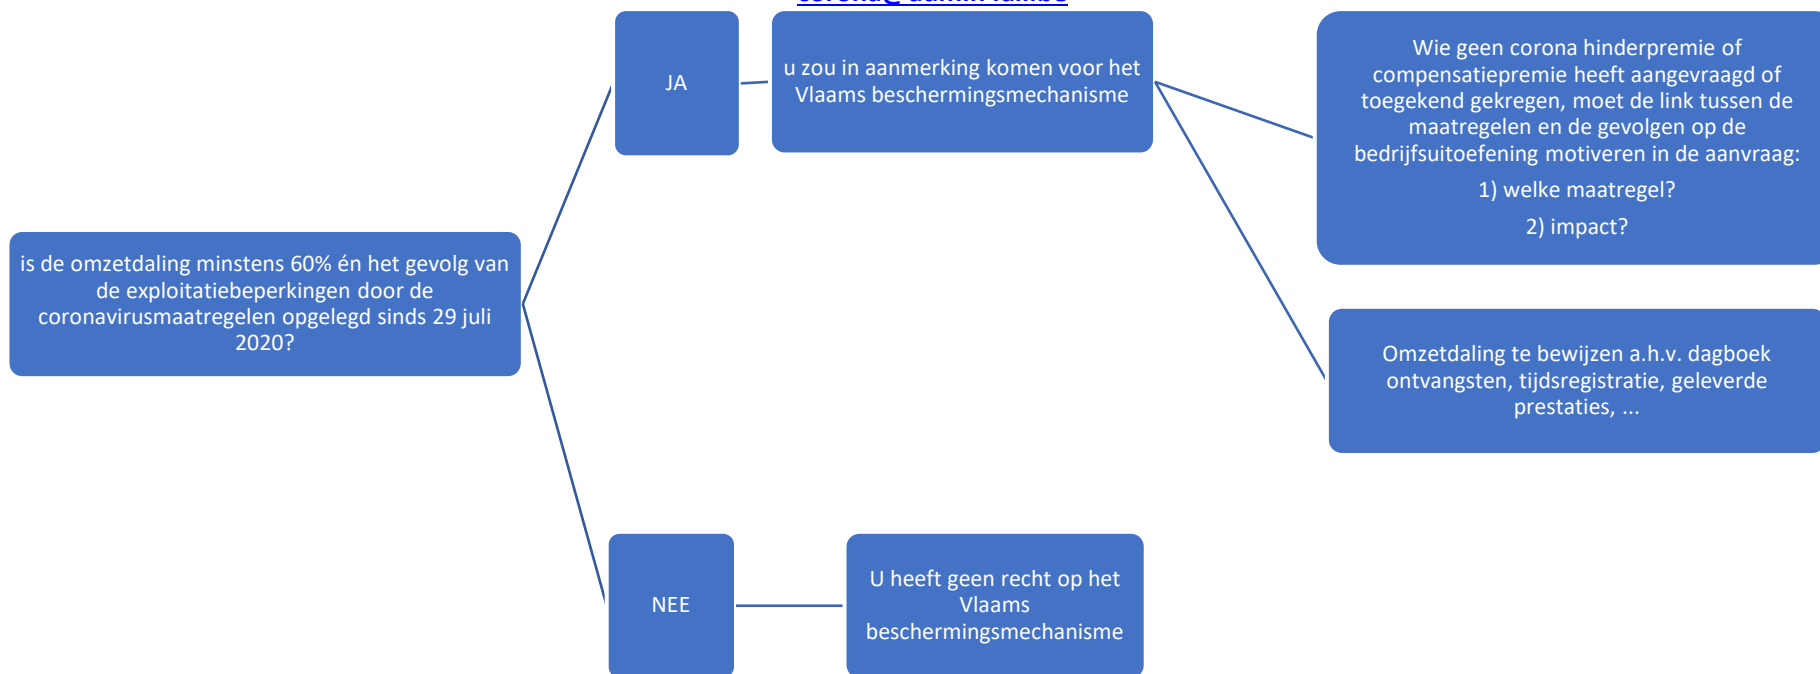 JA
u zou in aanmerking komen voor het
Vlaams beschermingsmechanisme
Wie geen corona hinderpremie of
compensatiepremie heeft aangevraagd of
toegekend gekregen, moet de link tussen de
maatregelen en de gevolgen op de
bedrijfsuitoefening motiveren in de aanvraag:
1) welke maatregel?
2) impact?
is de omzetdaling minstens 60% én het gevolg van
de exploitatiebeperkingen door de
coronavirusmaatregelen opgelegd sinds 29 juli
2020?
Omzetdaling te bewijzen a.h.v. dagboek
ontvangsten, tijdsregistratie, geleverde
prestaties, ...
NEE
U heeft geen recht op het
Vlaams
beschermingsmechanisme